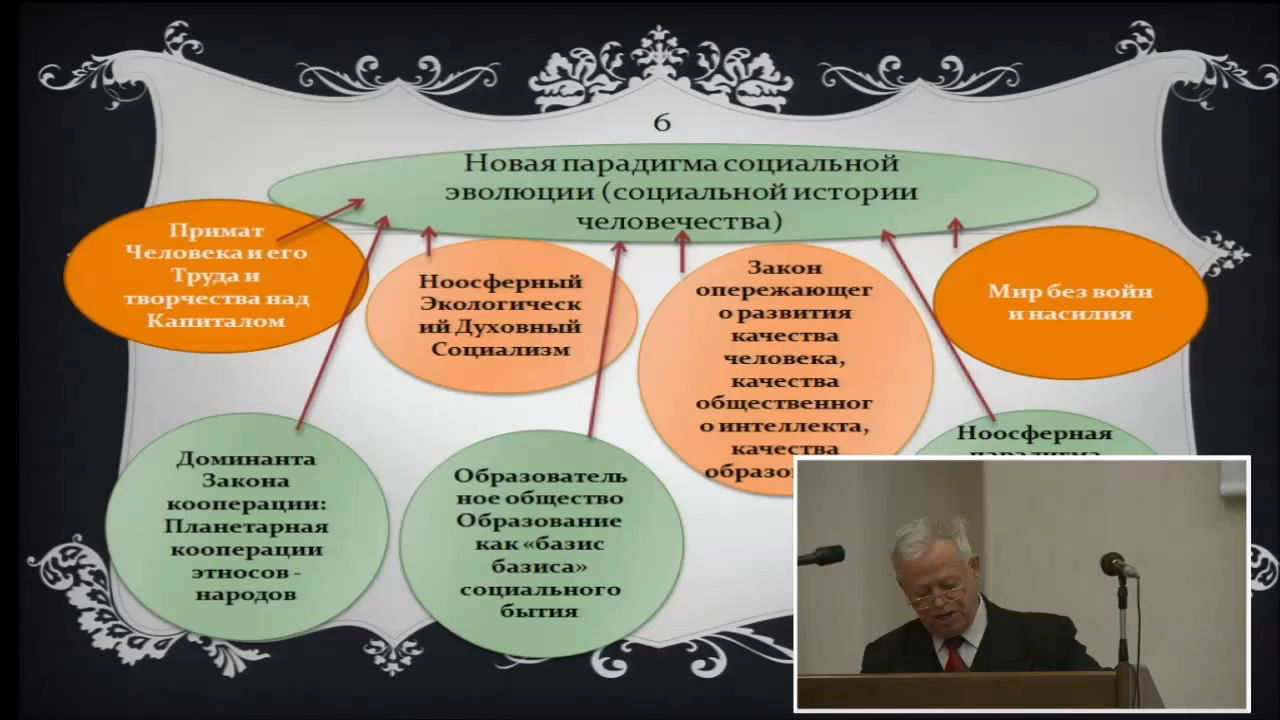 6
Новая парадигма социальной
эволюции (социальной истории
человечества)
Примат
Человека и его
Труда и
творчества над
Капиталом
Ноосферный
Экологическ
ий Духовный
Социализм
Закон
опережающег
о развития
качества
человека,
качества
общественног
о интеллекта,
качества
Мир без войн
и насилия
Доминанта
Закона
кооперации:
Планетарная
кооперации
этносов -
народов
Образователь
ное общество
Образование
как «базис
базиса»
социального
бытия
Ноосферная
парадигма